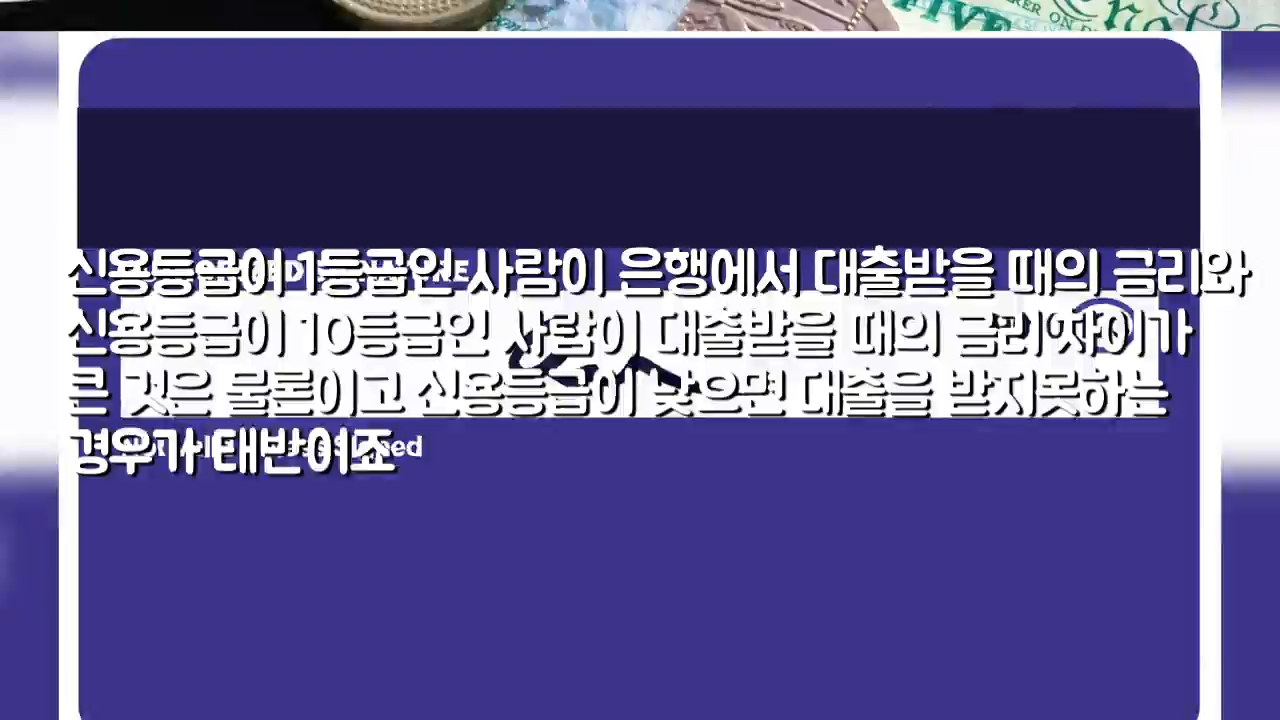 FIVE
신용등급이 1등급인 사람이 은행에서 대출받을 때의 금리와
신용등급이 10등급인 사람이 대출받을 때의 금리 차이가
큰 것은 물론이고 신용등급이 낮으면 대출을 받지못하는
경우가 태반이죠